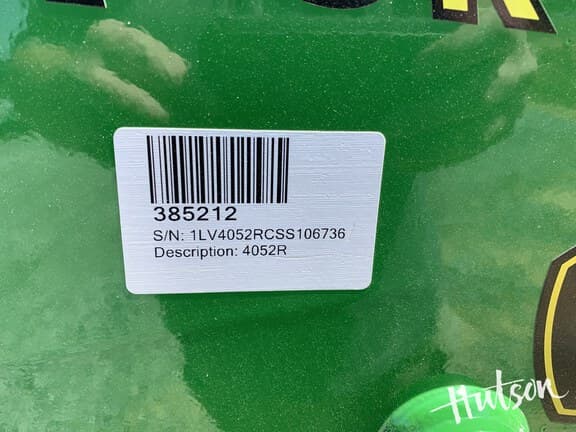 385212
S/N: 1LV4052RCSS106736
Description: 4052R
Hutson